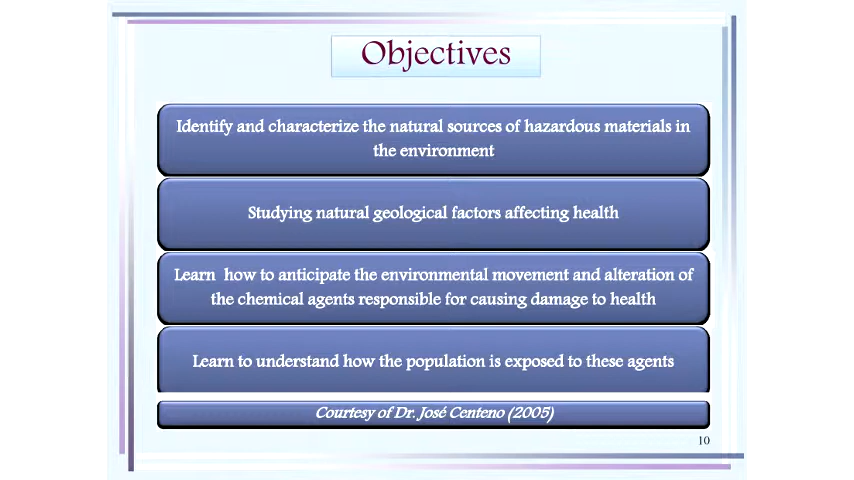 Objectives
Identify and characterize the natural sources of hazardous materials in
the environment
Studying natural geological factors affecting health
Learn  how to anticipate the environmental movement and alteration of
the chemical agents responsible for causing damage to health
Learn to understand how the population is exposed to these agents
Courtesy of Dr. José Centeno (2005)
10